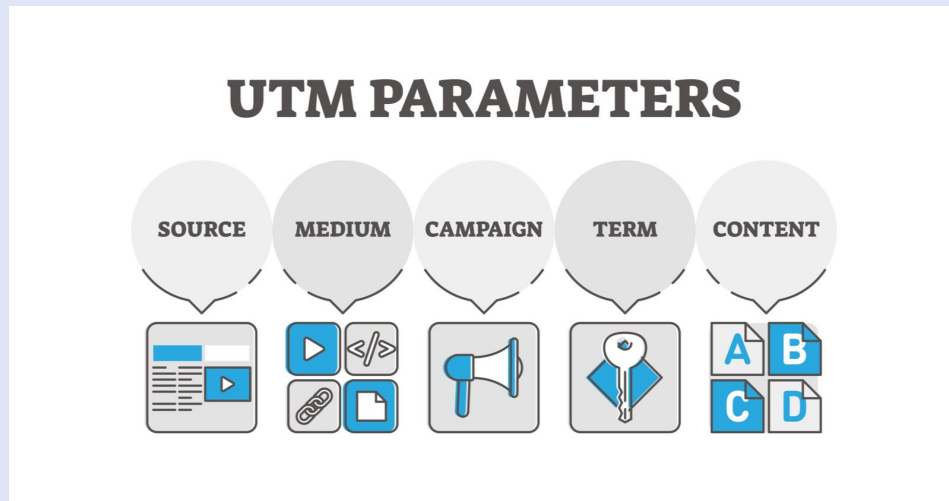 UTM PARAMETERS
SOURCE MEDIUM CAMPAIGN TERM CONTENT
</> A B
C D